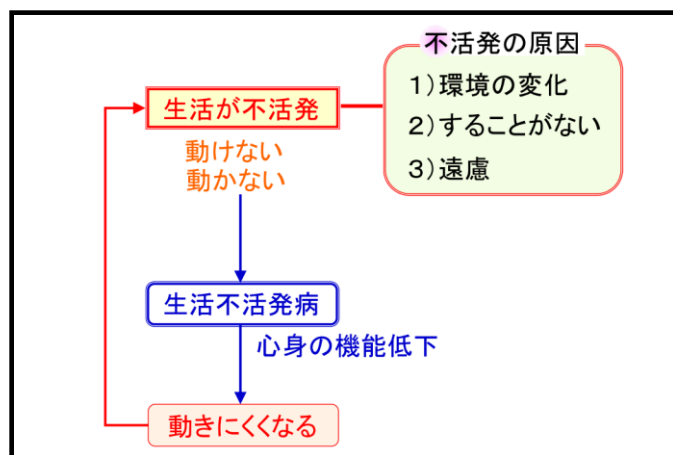 不活発の原因
1)環境の変化
2)することがない
3)遠慮
生活が不活発
動けない
動かない
生活不活発病
心身の機能低下
動きにくくなる